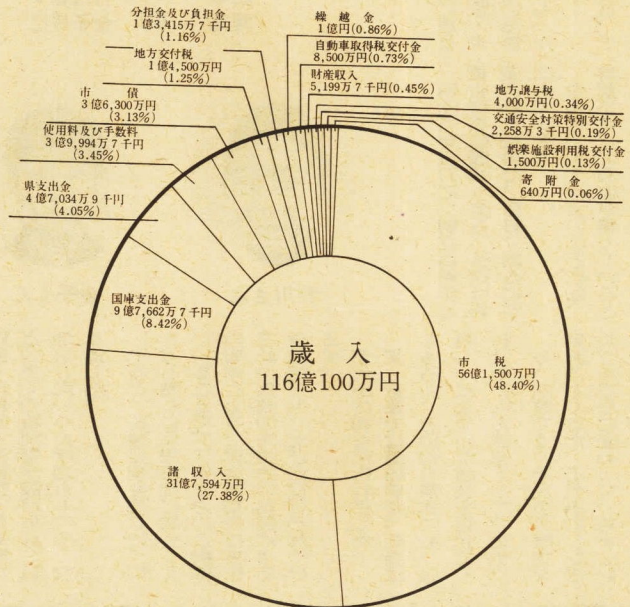 分担金及び負担金
1億3,415万7千円
(1.16%)
地方交付税
1億4,500万円
(1.25%)
市債
3億6,300万円
(3.13%)
使用料及び手数料
3億9,994万7千円
(3.45%)
県支出金
4億7,034万9千円
(4.05%)
国庫支出金
9億7,662万7千円
(8.42%)
諸収入
31億7,594万円
(27.38%)
歳入
116億100万円
市税
56億1,500万円
(48.40%)
繰越金
1億円(0.86%)
自動車取得税交付金
8,500万円(0.73%)
財産収入
5,199万7千円(0.45%)
地方譲与税
4,000万円(0.34%)
交通安全対策特別交付金
2,258万3千円(0.19%)
娯楽施設利用税交付金
1,500万円(0.13%)
寄附金
640万円(0.06%)